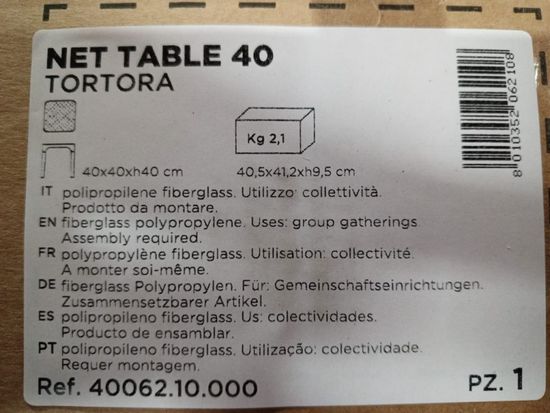 NET TABLE 40
TORTORA
Kg 2,1
40x40xh40 cm
40,5x41,2xh9,5 cm
8 010352 062108
IT polipropilene fiberglass. Utilizzo: collettività.
Prodotto da montare.
EN fiberglass polypropylene. Uses: group gatherings
Assembly required.
FR polypropylène fiberglass. Utilisation: collectivité.
A monter soi-même.
DE fiberglass Polypropylen. Für: Gemeinschaftseinrichtungen.
Zusammensetzbarer Artikel.
ES polipropileno fiberglass. Us: colectividades.
Producto de ensamblar.
PT polipropileno fiberglass. Utilização: colectividade.
Requer montagem.
Ref. 40062.10.000
PZ. 1